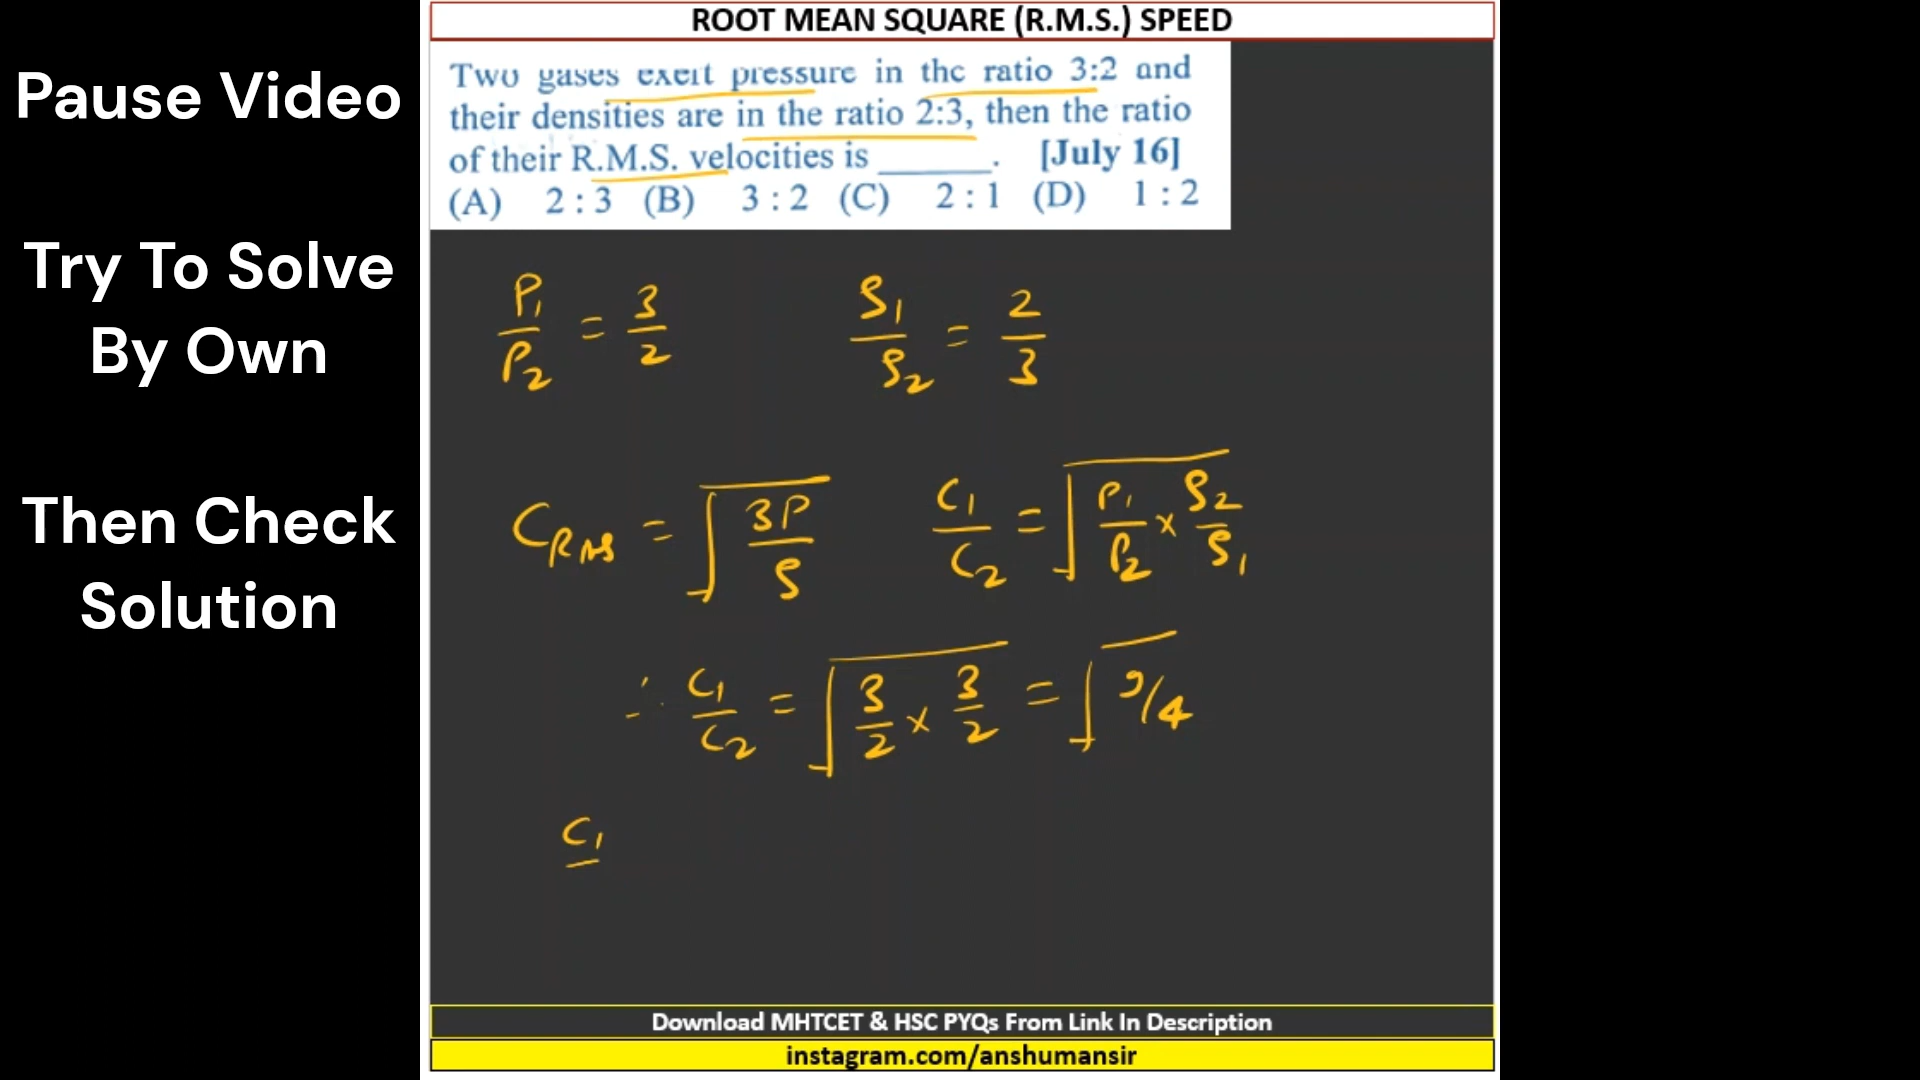 Pause Video
Try To Solve
By Own
Then Check
Solution
ROOT MEAN SQUARE (R.M.S.) SPEED
Two gases exert pressure in the ratio 3:2 and
their densities are in the ratio 2:3, then the ratio
of their R.M.S. velocities is ______. [July 16]
(A) 2 : 3 (B) 3 : 2 (C) 2 : 1 (D) 1 : 2
P1/P2 = 3/2 ρ1/ρ2 = 2/3
CRMS = √(3P/ρ) C1/C2 = √(P1/P2 × ρ2/ρ1)
∴ C1/C2 = √(3/2 × 3/2) = √(9/4)
C1
Download MHTCET & HSC PYQs From Link In Description
instagram.com/anshumansir